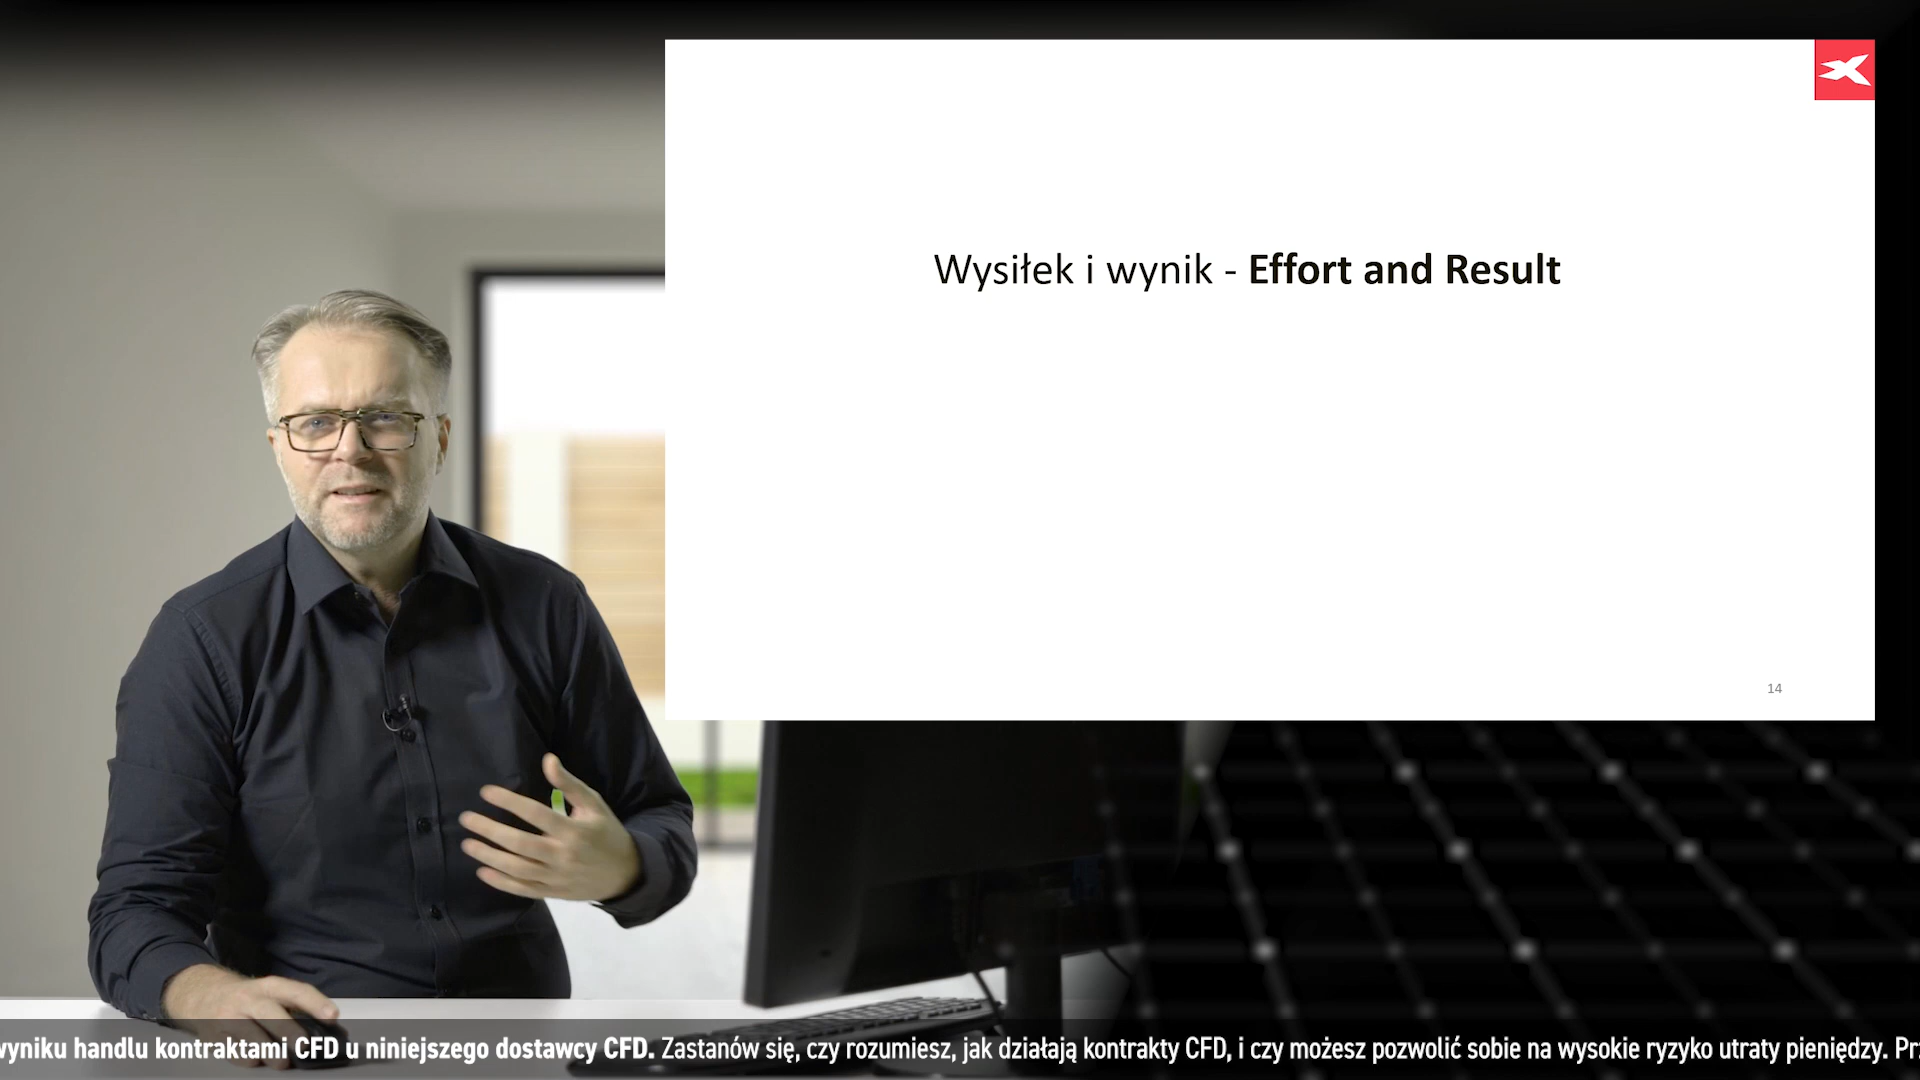 Wysiłek i wynik - Effort and Result
14
wyniku handlu kontraktami CFD u niniejszego dostawcy CFD. Zastanów się, czy rozumiesz, jak działają kontrakty CFD, i czy możesz pozwolić sobie na wysokie ryzyko utraty pieniędzy.